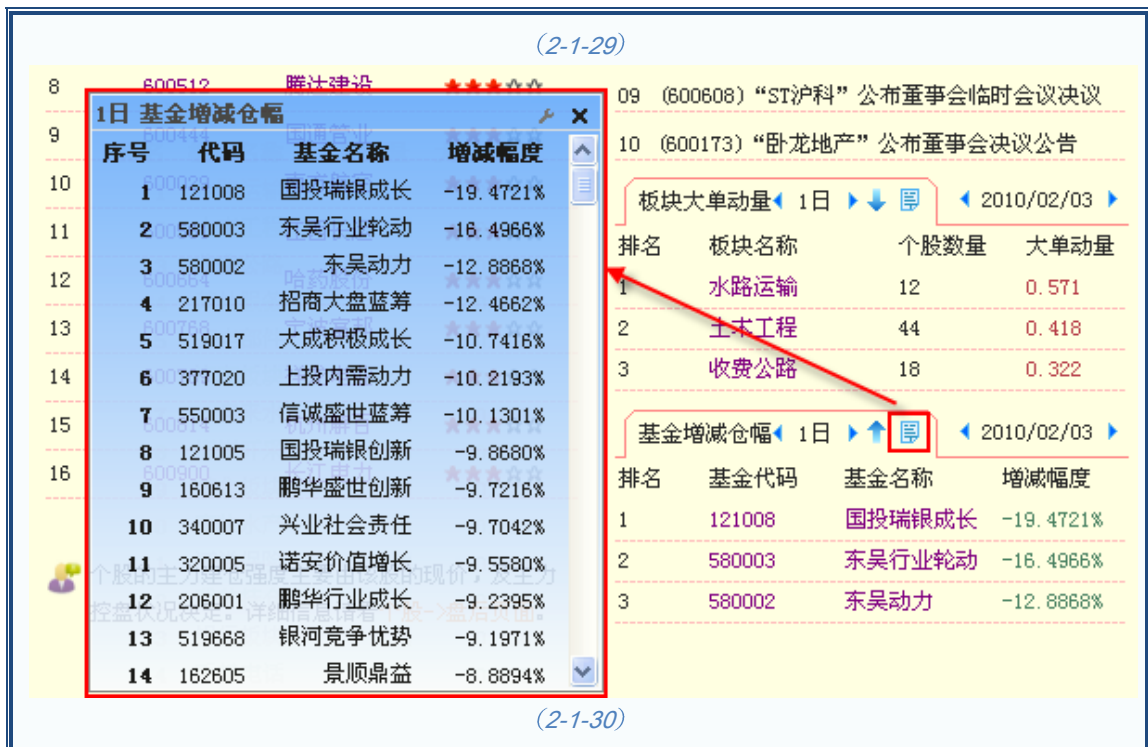 (2-1-29)
8 600512 腾达建设 ★★★☆☆
9
10
11
12
13
14
15
16
1日 基金增减仓幅
序号 代码 基金名称 增减幅度
1 121008 国投瑞银成长 -19.4721%
2 580003 东吴行业轮动 -16.4966%
3 580002 东吴动力 -12.8868%
4 217010 招商大盘蓝筹 -12.4662%
5 519017 大成积极成长 -10.7416%
6 377020 上投内需动力 -10.2193%
7 550003 信诚盛世蓝筹 -10.1301%
8 121005 国投瑞银创新 -9.8680%
9 160613 鹏华盛世创新 -9.7216%
10 340007 兴业社会责任 -9.7042%
11 320005 诺安价值增长 -9.5580%
12 206001 鹏华行业成长 -9.2395%
13 519668 银河竞争优势 -9.1971%
14 162605 景顺鼎益 -8.8894%
09 (600608) “ST沪科” 公布董事会临时会议决议
10 (600173) “卧龙地产” 公布董事会决议公告
板块大单动量 1日 2010/02/03
排名 板块名称 个股数量 大单动量
1 水路运输 12 0.571
2 土木工程 44 0.418
3 收费公路 18 0.322
基金增减仓幅 1日 2010/02/03
排名 基金代码 基金名称 增减幅度
1 121008 国投瑞银成长 -19.4721%
2 580003 东吴行业轮动 -16.4966%
3 580002 东吴动力 -12.8868%
(2-1-30)